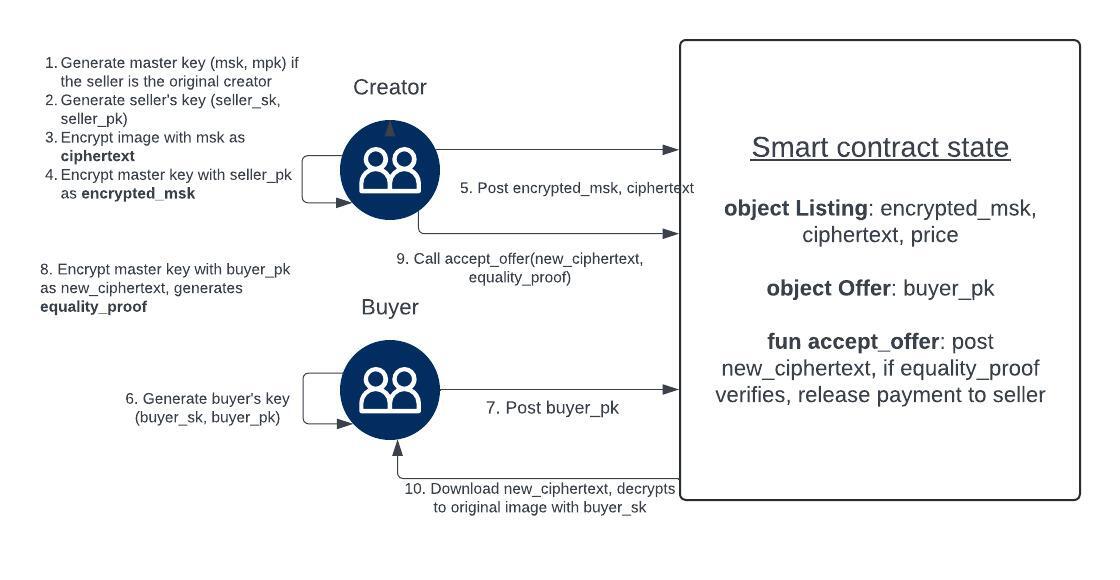 1. Generate master key (msk, mpk) if
the seller is the original creator
2. Generate seller's key (seller_sk,
seller_pk)
3. Encrypt image with msk as
ciphertext
4. Encrypt master key with seller_pk
as encrypted_msk
Creator
5. Post encrypted_msk, ciphertext
8. Encrypt master key with buyer_pk
as new_ciphertext, generates
equality_proof
9. Call accept_offer(new_ciphertext,
equality_proof)
Buyer
6. Generate buyer's key
(buyer_sk, buyer_pk)
7. Post buyer_pk
10. Download new_ciphertext, decrypts
to original image with buyer_sk
Smart contract state
object Listing: encrypted_msk,
ciphertext, price
object Offer: buyer_pk
fun accept_offer: post
new_ciphertext, if equality_proof
verifies, release payment to seller